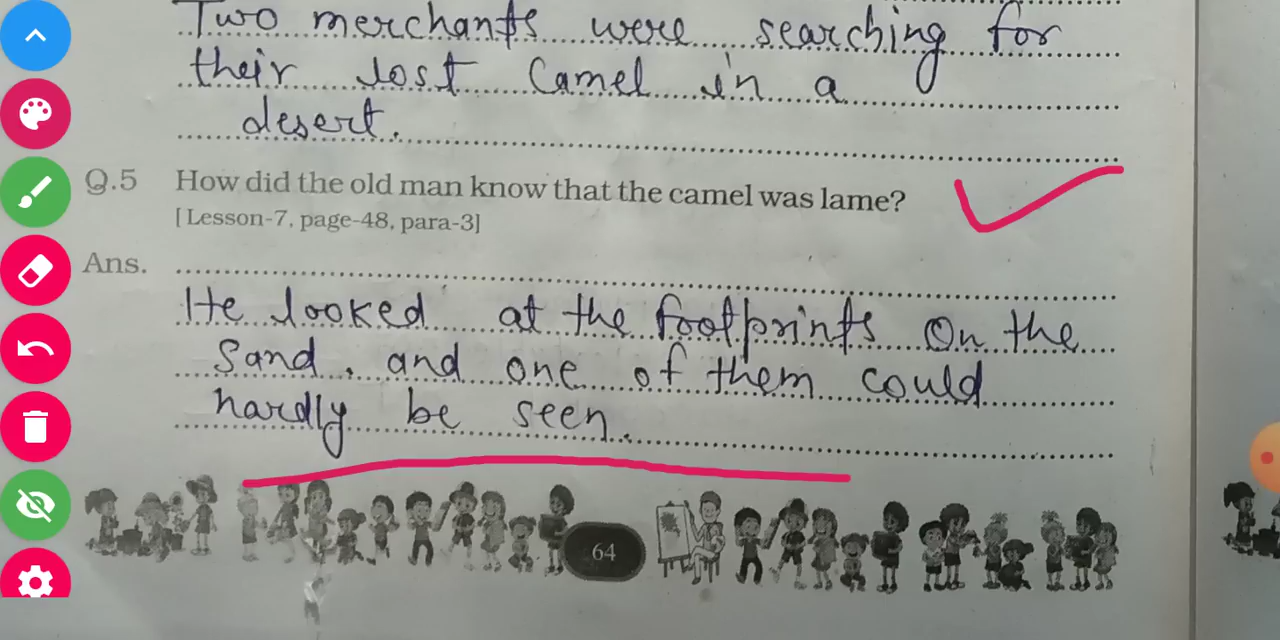 Two merchants were searching for
their lost Camel in a
desert.
Q.5 How did the old man know that the camel was lame?
[Lesson-7, page-48, para-3]
Ans.
He looked at the footprints On the
Sand, and one of them could
hardly be seen.
64